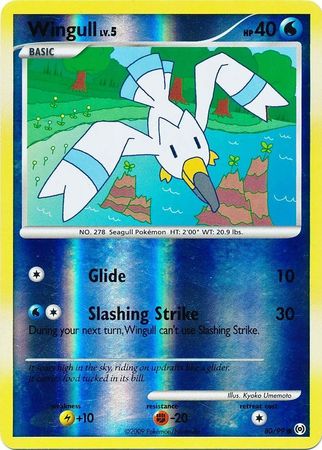 Wingull LV.5 HP 40
BASIC
NO. 278 Seagull Pokémon HT: 2'00" WT: 20.9 lbs.
Glide 10
Slashing Strike 30
During your next turn, Wingull can't use Slashing Strike.
It soars high in the sky, riding on updrafts like a glider.
It carries food tucked in its bill.
Illus. Kyoko Umemoto
weakness resistance retreat cost
+10 -20
©2009 Pokémon/Nintendo 80/99